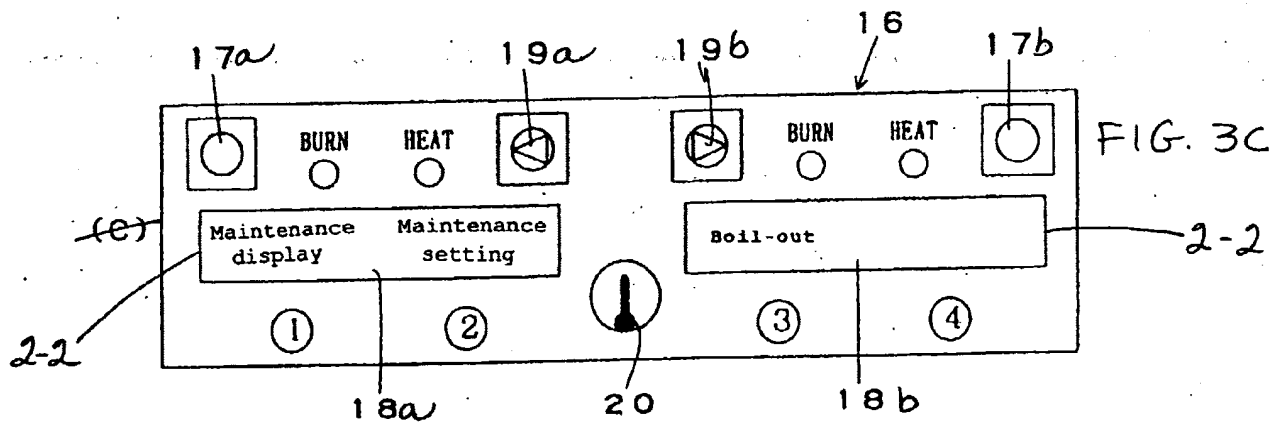 16
17a 19a 19b 17b
BURN HEAT BURN HEAT
FIG. 3C
(C)
Maintenance display Maintenance setting
Boil-out
2-2
2-2
① ② ③ ④
18a 20 18b